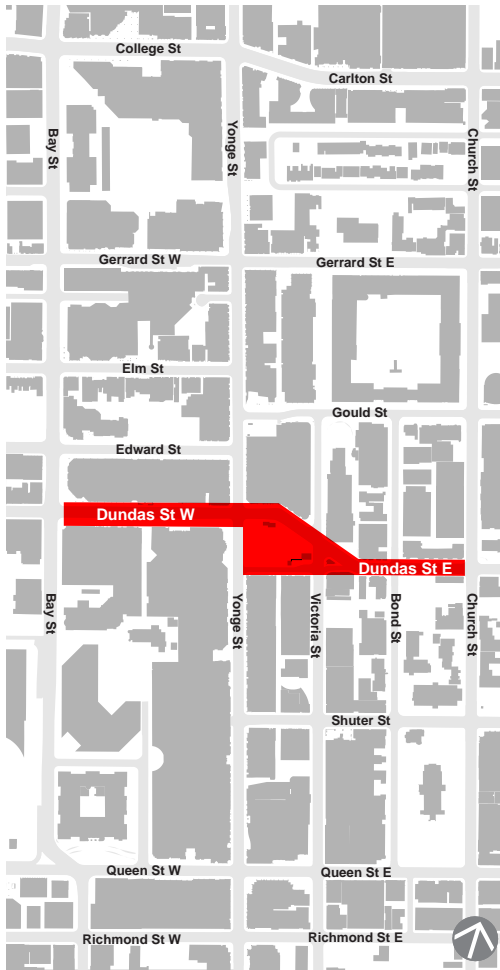 College St
Carlton St
Bay St
Yonge St
Church St
Gerrard St W
Gerrard St E
Elm St
Gould St
Edward St
Dundas St W
Dundas St E
Bay St
Yonge St
Victoria St
Bond St
Church St
Shuter St
Queen St W
Queen St E
Richmond St W
Richmond St E